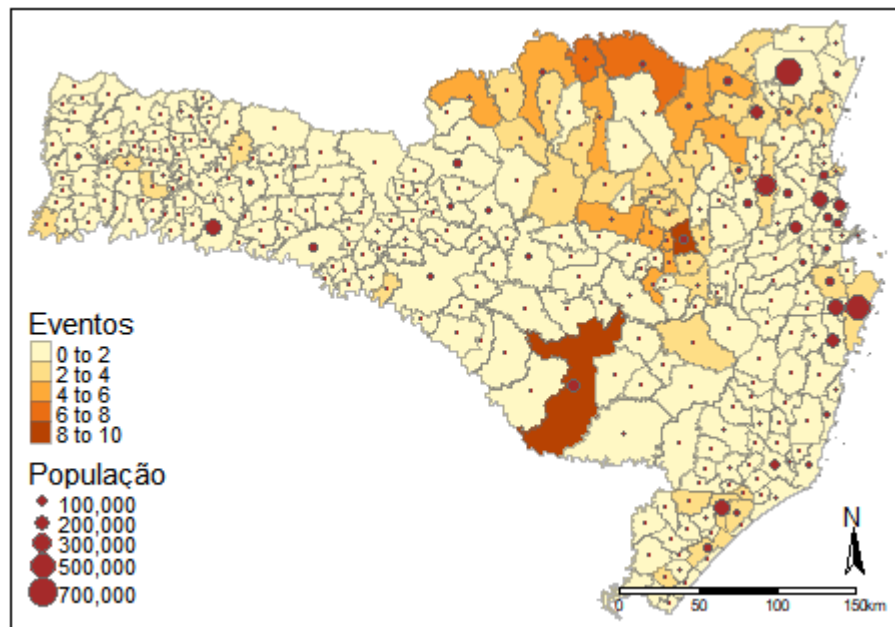 Eventos
0 to 2
2 to 4
4 to 6
6 to 8
8 to 10
População
100,000
200,000
300,000
500,000
700,000
N
0 50 100 150km